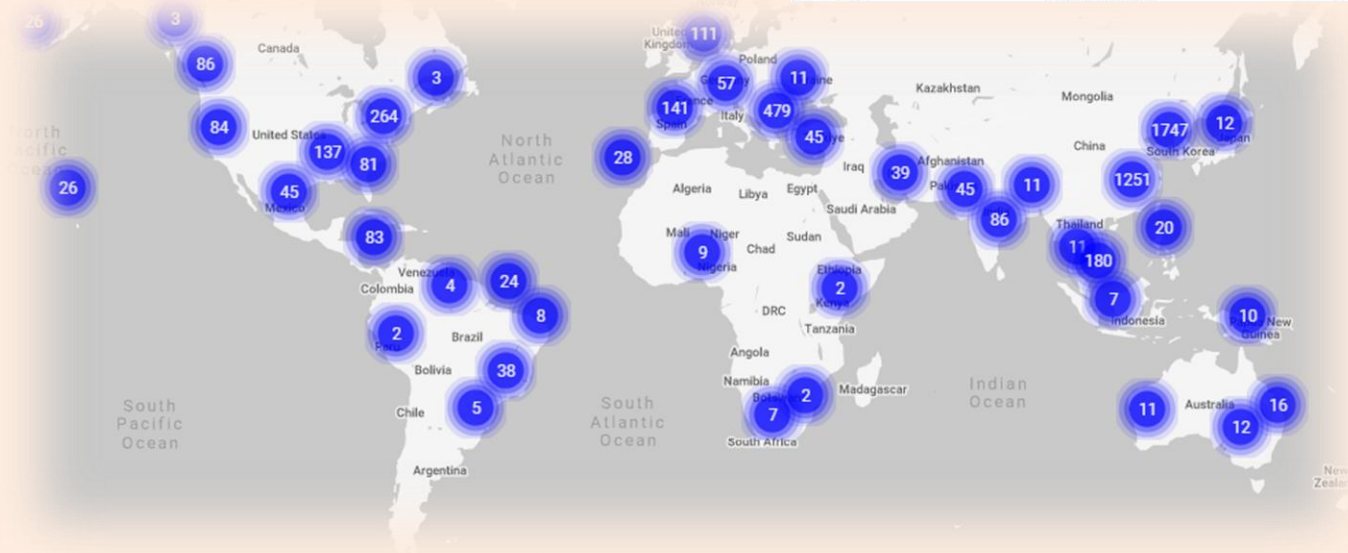 26
3
86
Canada
3
84
United States
264
137
81
45
Mexico
26
83
Venezuela
Colombia
4
24
8
2
Peru
Brazil
Bolivia
38
5
Chile
Argentina
North
Atlantic
Ocean
South
Pacific
Ocean
South
Atlantic
Ocean
United
Kingdom
111
Poland
57
11
141
Spain
479
Italy
45
28
Algeria
Libya
Egypt
Iraq
Saudi Arabia
Mali
Niger
9
Nigeria
Chad
Sudan
Ethiopia
2
Kenya
DRC
Tanzania
Angola
Namibia
2
7
South Africa
Madagascar
Indian
Ocean
Kazakhstan
Mongolia
Afghanistan
39
45
11
86
China
1747
12
Japan
South Korea
1251
20
Thailand
11
180
7
Indonesia
10
New
Guinea
11
Australia
16
12